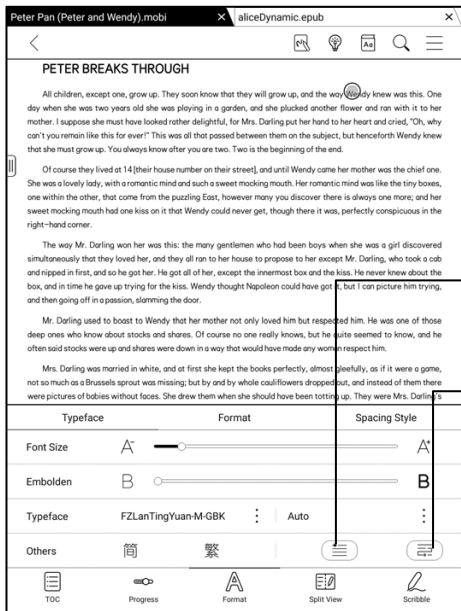 Peter Pan (Peter and Wendy).mobi × aliceDynamic.epub ×
Aa
PETER BREAKS THROUGH
All children, except one, grow up. They soon know that they will grow up, and the way Wendy knew was this. One
day when she was two years old she was playing in a garden, and she plucked another flower and ran with it to her
mother. I suppose she must have looked rather delightful, for Mrs. Darling put her hand to her heart and cried, "Oh, why
can't you remain like this for ever!" This was all that passed between them on the subject, but henceforth Wendy knew
that she must grow up. You always know after you are two. Two is the beginning of the end.
Of course they lived at 14 [their house number on their street], and until Wendy came her mother was the chief one.
She was a lovely lady, with a romantic mind and such a sweet mocking mouth. Her romantic mind was like the tiny boxes,
one within the other, that come from the puzzling East, however many you discover there is always one more; and her
sweet mocking mouth had one kiss on it that Wendy could never get, though there it was, perfectly conspicuous in the
right-hand corner.
The way Mr. Darling won her was this: the many gentlemen who had been boys when she was a girl discovered
simultaneously that they loved her, and they all ran to her house to propose to her except Mr. Darling, who took a cab
and nipped in first, and so he got her. He got all of her, except the innermost box and the kiss. He never knew about the
box, and in time he gave up trying for the kiss. Wendy thought Napoleon could have got it, but I can picture him trying,
and then going off in a passion, slamming the door.
Mr. Darling used to boast to Wendy that her mother not only loved him but respected him. He was one of those
deep ones who know about stocks and shares. Of course no one really knows, but he quite seemed to know, and he
often said stocks were up and shares were down in a way that would have made any woman respect him.
Mrs. Darling was married in white, and at first she kept the books perfectly, almost gleefully, as if it were a game,
not so much as a Brussels sprout was missing; but by and by whole cauliflowers dropped out, and instead of them there
were pictures of babies without faces. She drew them when she should have been totting up. They were Mrs. Darling's
Typeface Format Spacing Style
Font Size A- A+
Embolden B B
Typeface FZLanTingYuan-M-GBK Auto
Others 简 繁
TOC Progress Format Split View Scribble